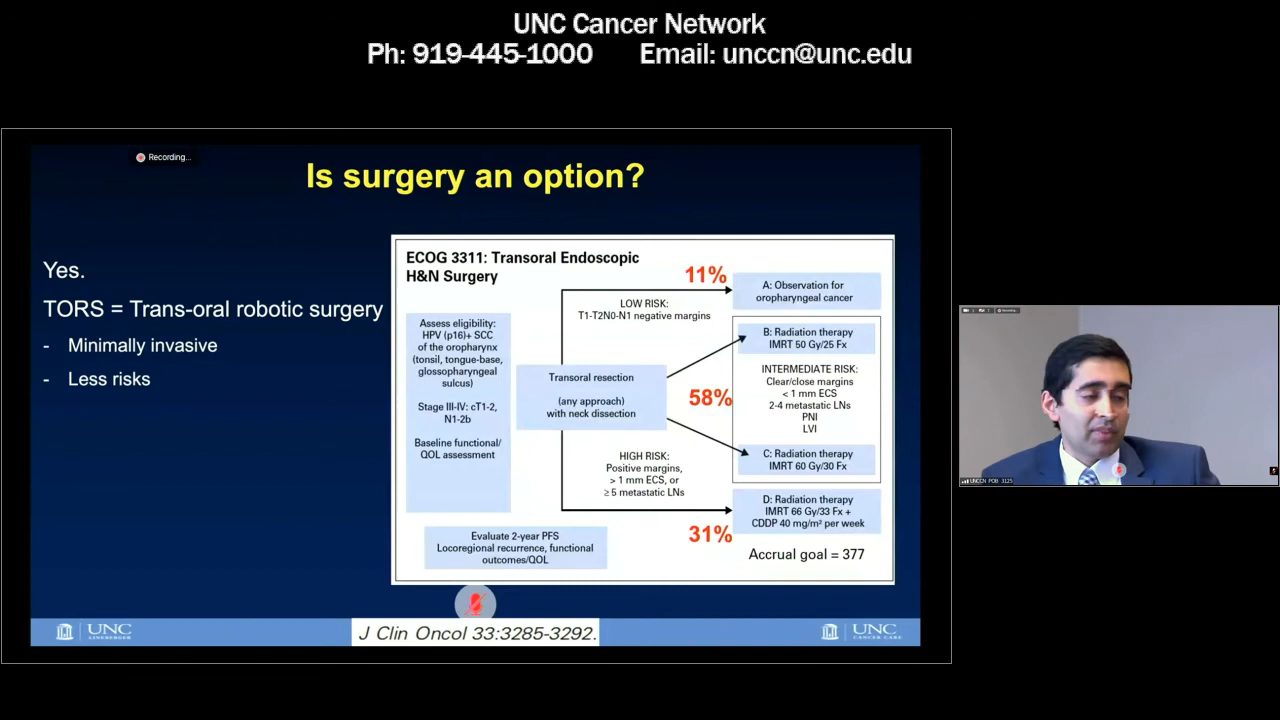 UNC Cancer Network
Ph: 919-445-1000 Email: unccn@unc.edu
Recording...
Is surgery an option?
Yes.
TORS = Trans-oral robotic surgery
- Minimally invasive
- Less risks
ECOG 3311: Transoral Endoscopic
H&N Surgery
Assess eligibility:
HPV (p16)+ SCC
of the oropharynx
(tonsil, tongue-base,
glossopharyngeal
sulcus)
Stage III-IV: cT1-2,
N1-2b
Baseline functional/
QOL assessment
Transoral resection
(any approach)
with neck dissection
11%
LOW RISK:
T1-T2N0-N1 negative margins
A: Observation for
oropharyngeal cancer
58%
B: Radiation therapy
IMRT 50 Gy/25 Fx
INTERMEDIATE RISK:
Clear/close margins
< 1 mm ECS
2-4 metastatic LNs
PNI
LVI
C: Radiation therapy
IMRT 60 Gy/30 Fx
HIGH RISK:
Positive margins,
> 1 mm ECS, or
≥ 5 metastatic LNs
31%
D: Radiation therapy
IMRT 66 Gy/33 Fx +
CDDP 40 mg/m² per week
Evaluate 2-year PFS
Locoregional recurrence, functional
outcomes/QOL
Accrual goal = 377
UNC
LINEBERGER
J Clin Oncol 33:3285-3292.
UNC
CANCER CARE
UNCCN POB 3125